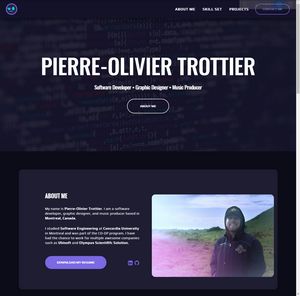 ABOUT ME SKILL SET PROJECTS CONTACT ME
PIERRE-OLIVIER TROTTIER
Software Developer • Graphic Designer • Music Producer
ABOUT ME
ABOUT ME
My name is Pierre-Olivier Trottier. I am a software
developer, graphic designer, and music producer based in
Montreal, Canada.
I studied Software Engineering at Concordia University
in Montreal and was part of the CO-OP program. I have
had the chance to work for multiple awesome companies
such as Ubisoft and Olympus Scientific Solution.
DOWNLOAD MY RESUME